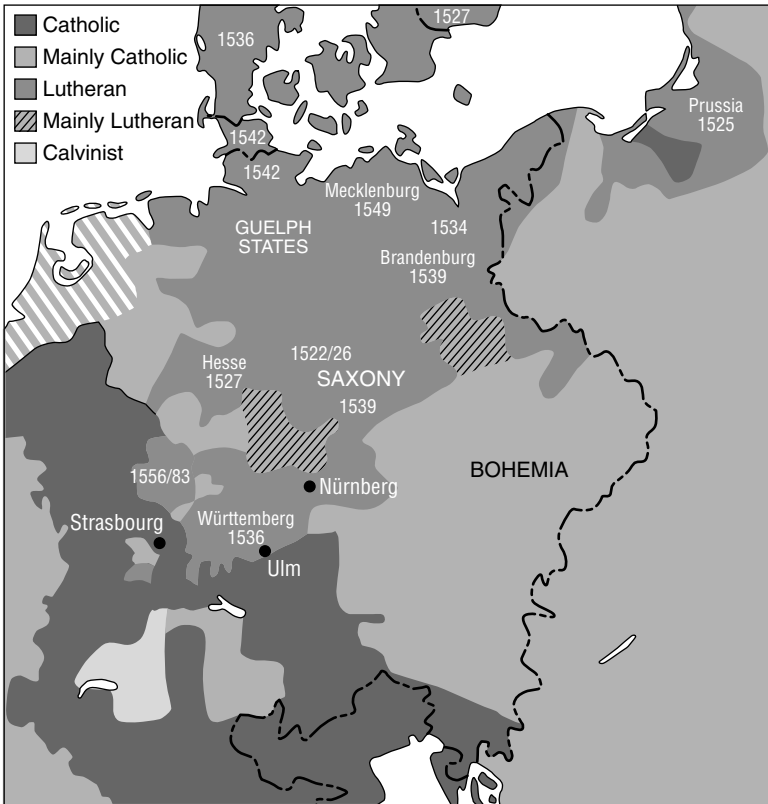 Catholic
Mainly Catholic
Lutheran
Mainly Lutheran
Calvinist
1536
1527
Prussia
1525
1542
1542
Mecklenburg
1549
GUELPH
STATES
1534
Brandenburg
1539
1522/26
Hesse
1527
SAXONY
1539
BOHEMIA
1556/83
Nürnberg
Strasbourg
Württemberg
1536
Ulm